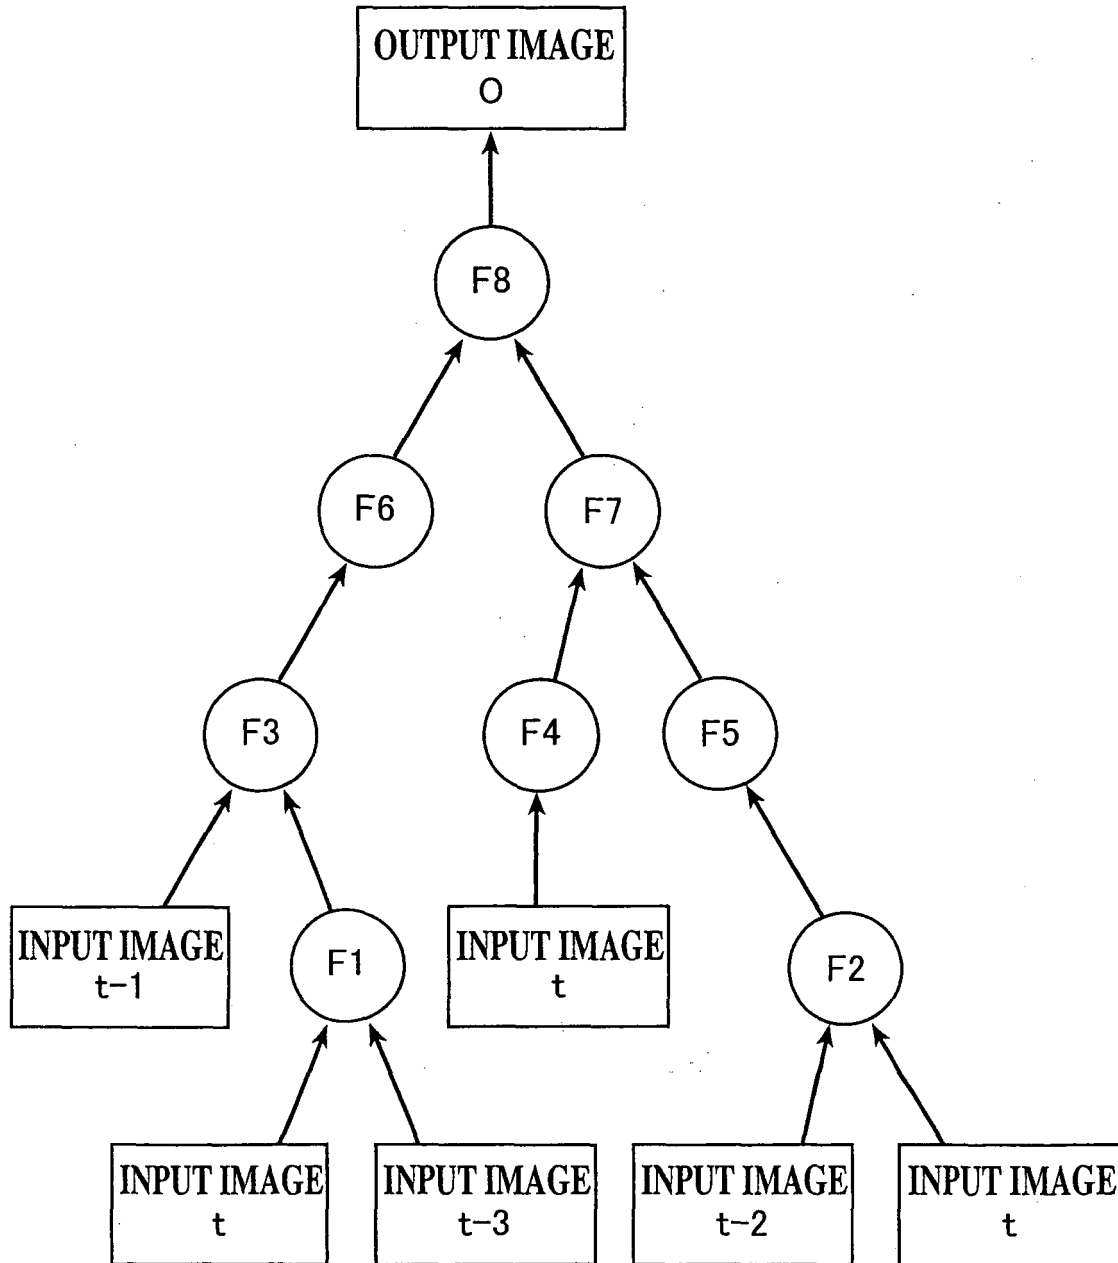 OUTPUT IMAGE
O
F8
F6
F7
F3
F4
F5
INPUT IMAGE
t-1
F1
INPUT IMAGE
t
F2
INPUT IMAGE
t
INPUT IMAGE
t-3
INPUT IMAGE
t-2
INPUT IMAGE
t